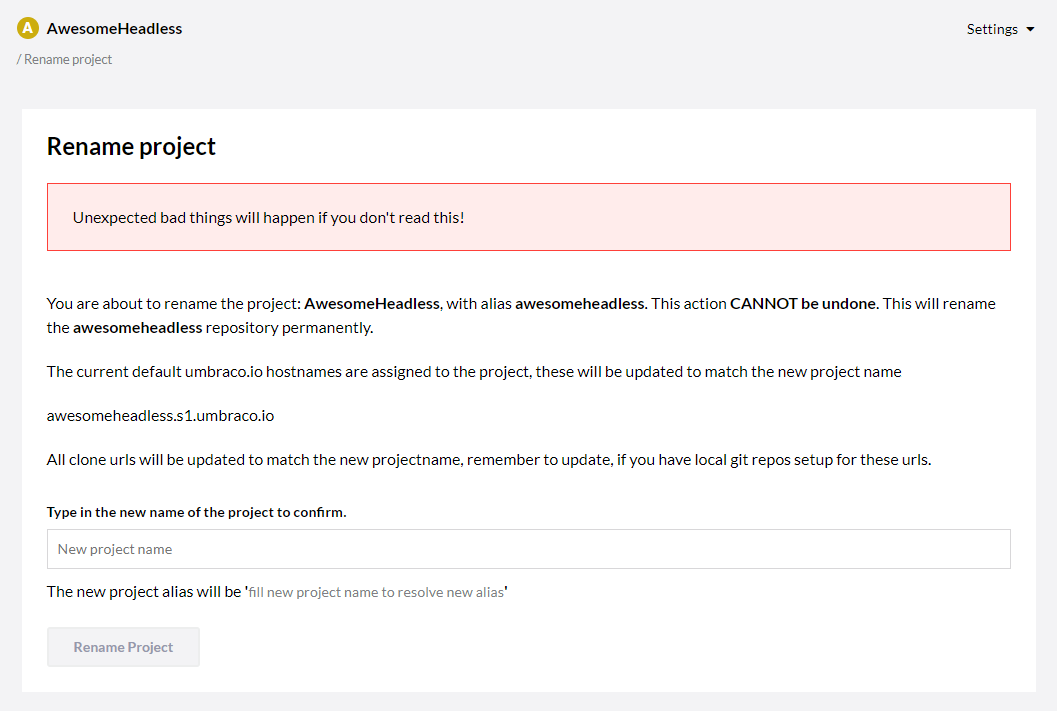 A AwesomeHeadless
Settings
/ Rename project
Rename project
Unexpected bad things will happen if you don't read this!
You are about to rename the project: AwesomeHeadless, with alias awesomeheadless. This action CANNOT be undone. This will rename
the awesomeheadless repository permanently.
The current default umbraco.io hostnames are assigned to the project, these will be updated to match the new project name
awesomeheadless.s1.umbraco.io
All clone urls will be updated to match the new projectname, remember to update, if you have local git repos setup for these urls.
Type in the new name of the project to confirm.
New project name
The new project alias will be 'fill new project name to resolve new alias'
Rename Project